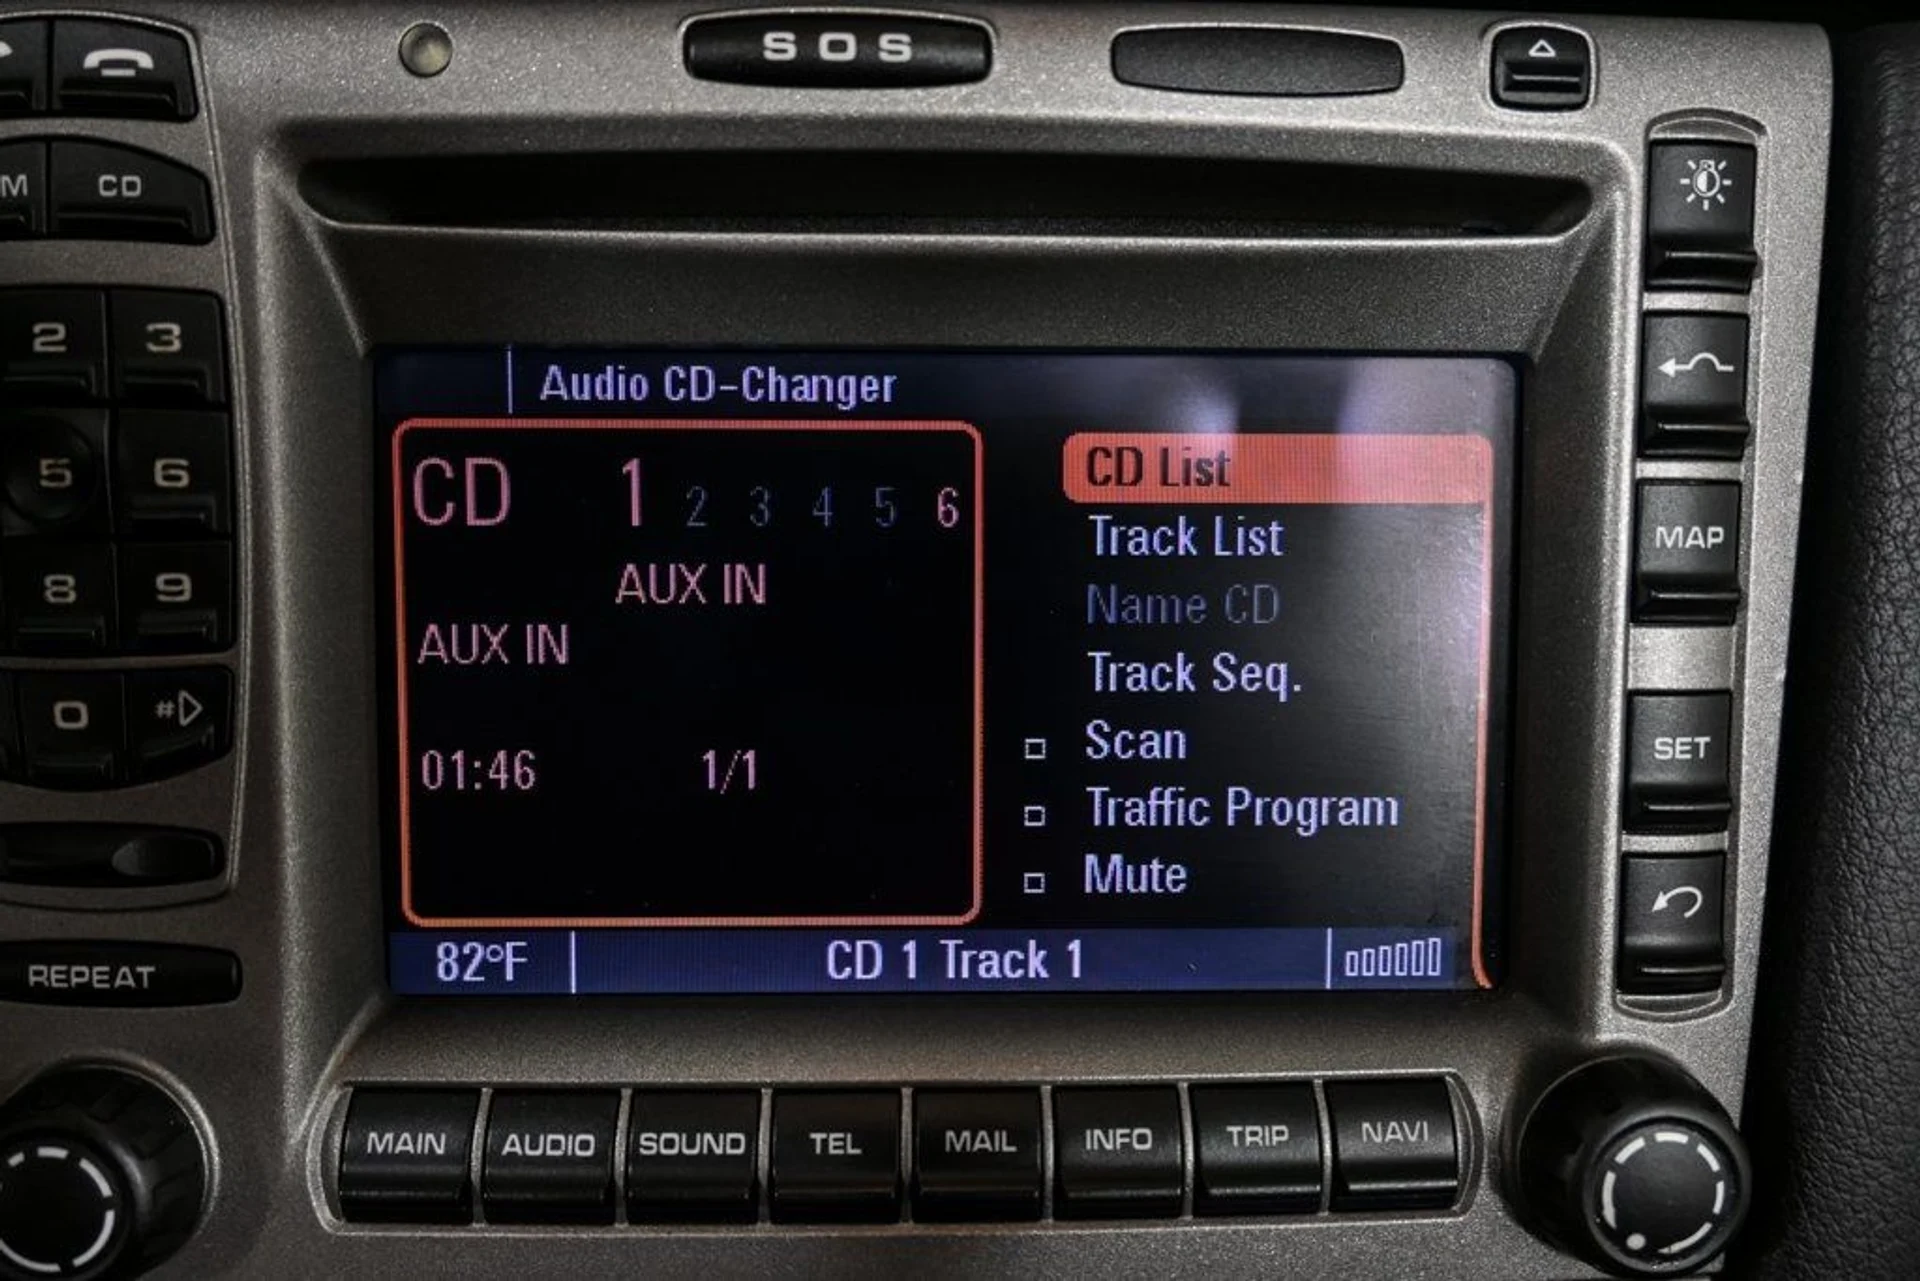 SOS
CD
M
2 3
5 6
8 9
0 #
REPEAT
Audio CD-Changer
CD 1 2 3 4 5 6
AUX IN
AUX IN
01:46 1/1
CD List
Track List
Name CD
Track Seq.
Scan
Traffic Program
Mute
82°F CD 1 Track 1
MAP
SET
MAIN AUDIO SOUND TEL MAIL INFO TRIP NAVI